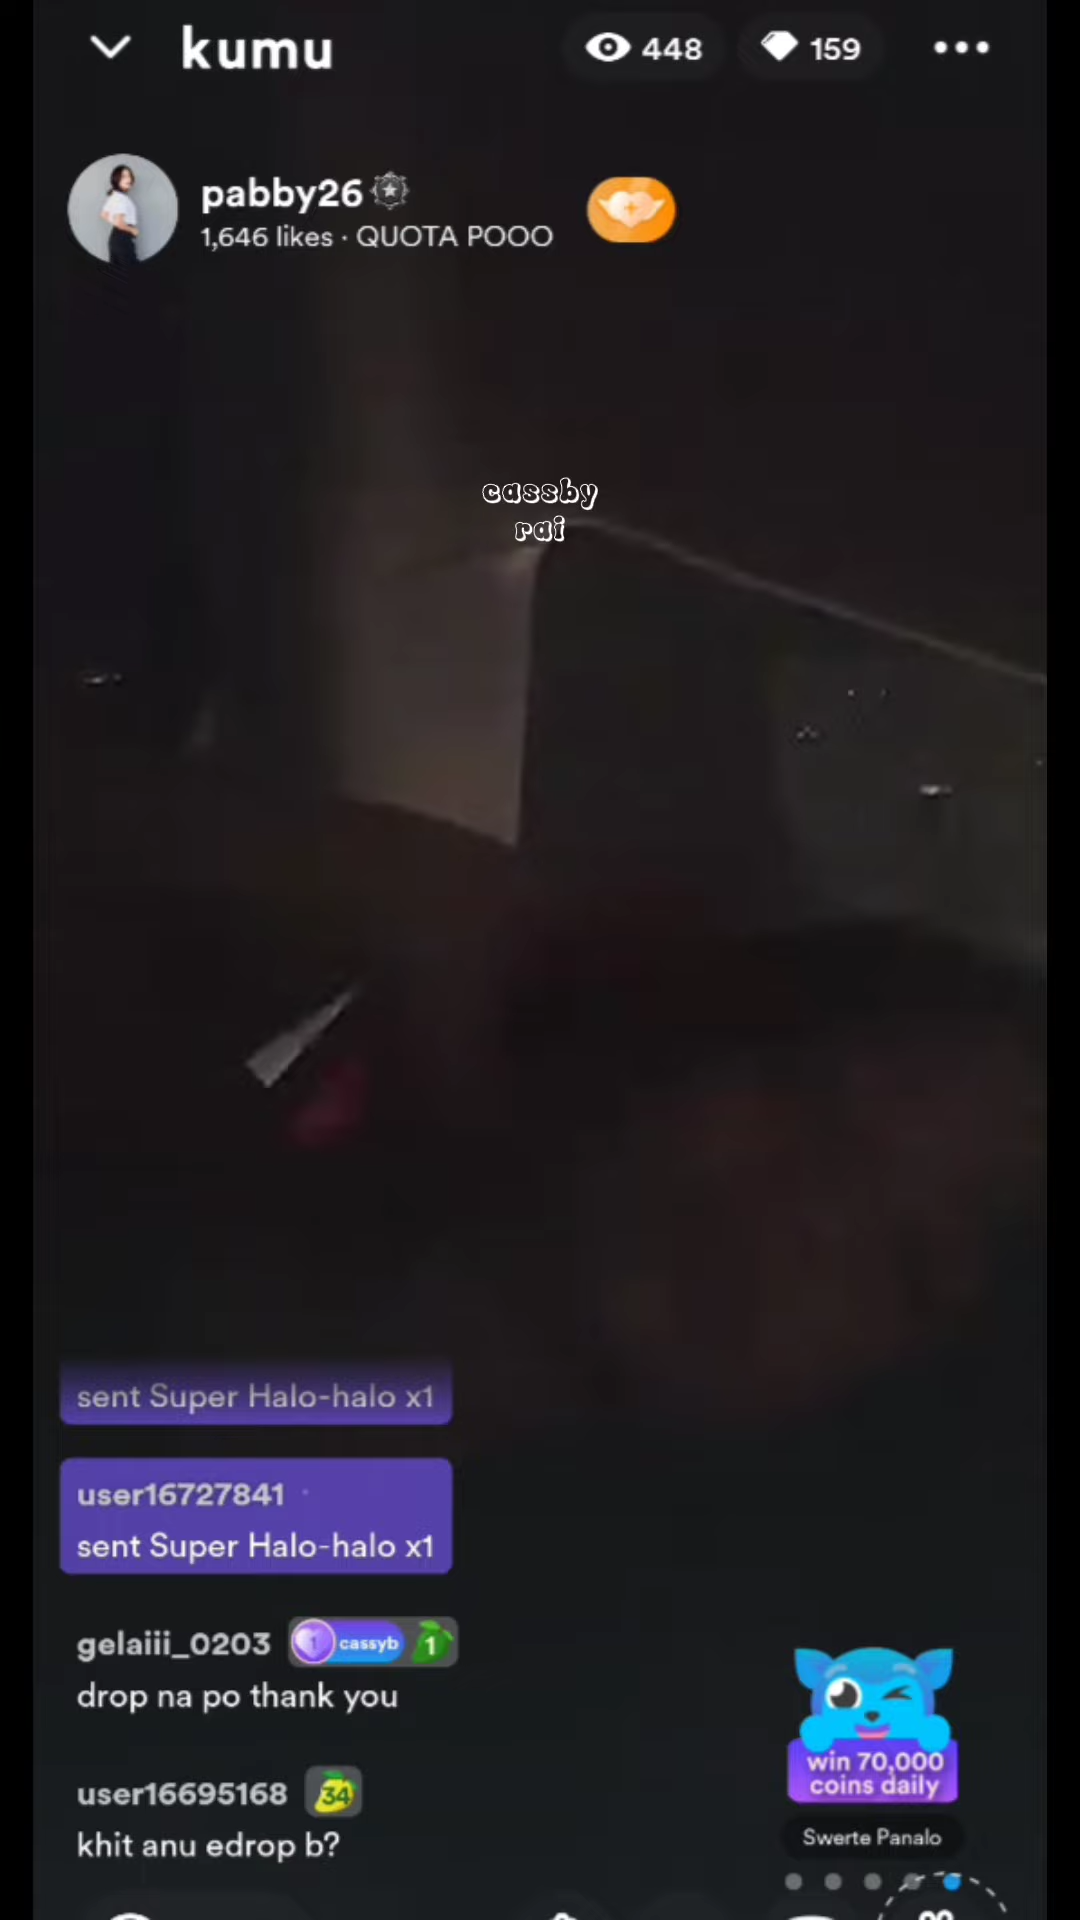 kumu
448
159
pabby26
1,646 likes · QUOTA POOO
cassby
rai
sent Super Halo-halo x1
user16727841
sent Super Halo-halo x1
gelaiii_0203 1 cassyb 1
drop na po thank you
user16695168 34
khit anu edrop b?
win 70,000
coins daily
Swerte Panalo